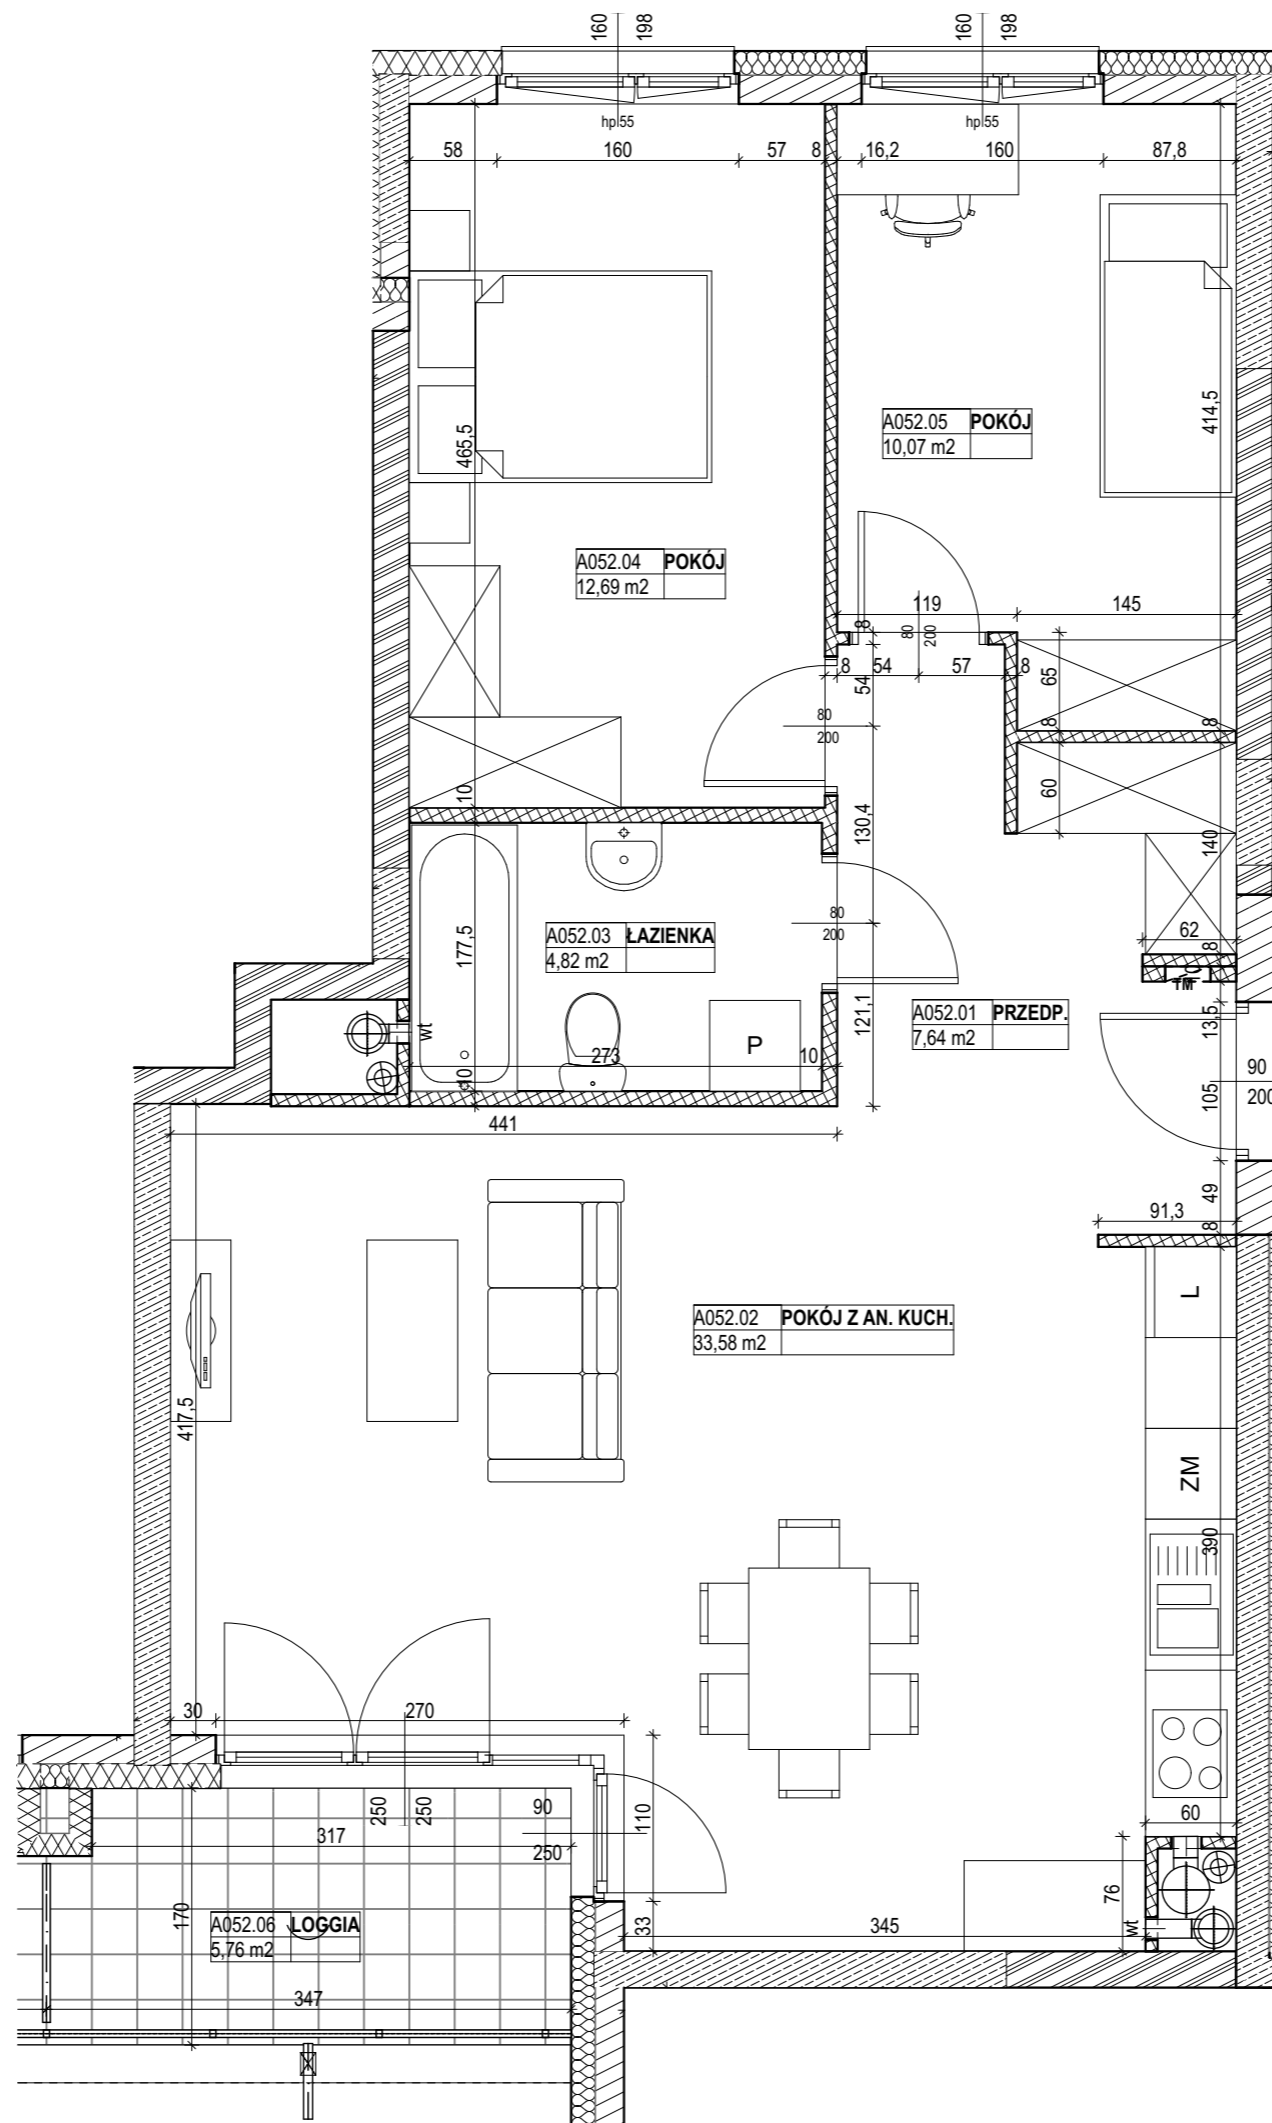 160 198
160 198
hp 55
hp 55
58 160 57 8 16,2 160 87,8
414,5
465,5
A052.05 POKÓJ
10,07 m2
A052.04 POKÓJ
12,69 m2
119 145
8 80 200
8 54 57 8
54
65
80
200
8 8
60
10
130,4
140
177,5
A052.03 ŁAZIENKA
4,82 m2
80
200
62
8
TM
A052.01 PRZEDP.
7,64 m2
121,1
13,5
wt
273
P
10
10
90
200
105
441
49
91,3
8
L
A052.02 POKÓJ Z AN. KUCH.
33,58 m2
417,5
ZM
390
30 270
250 250
90
250
110
317
60
76
170
A052.06 LOGGIA
5,76 m2
33
345
wt
347